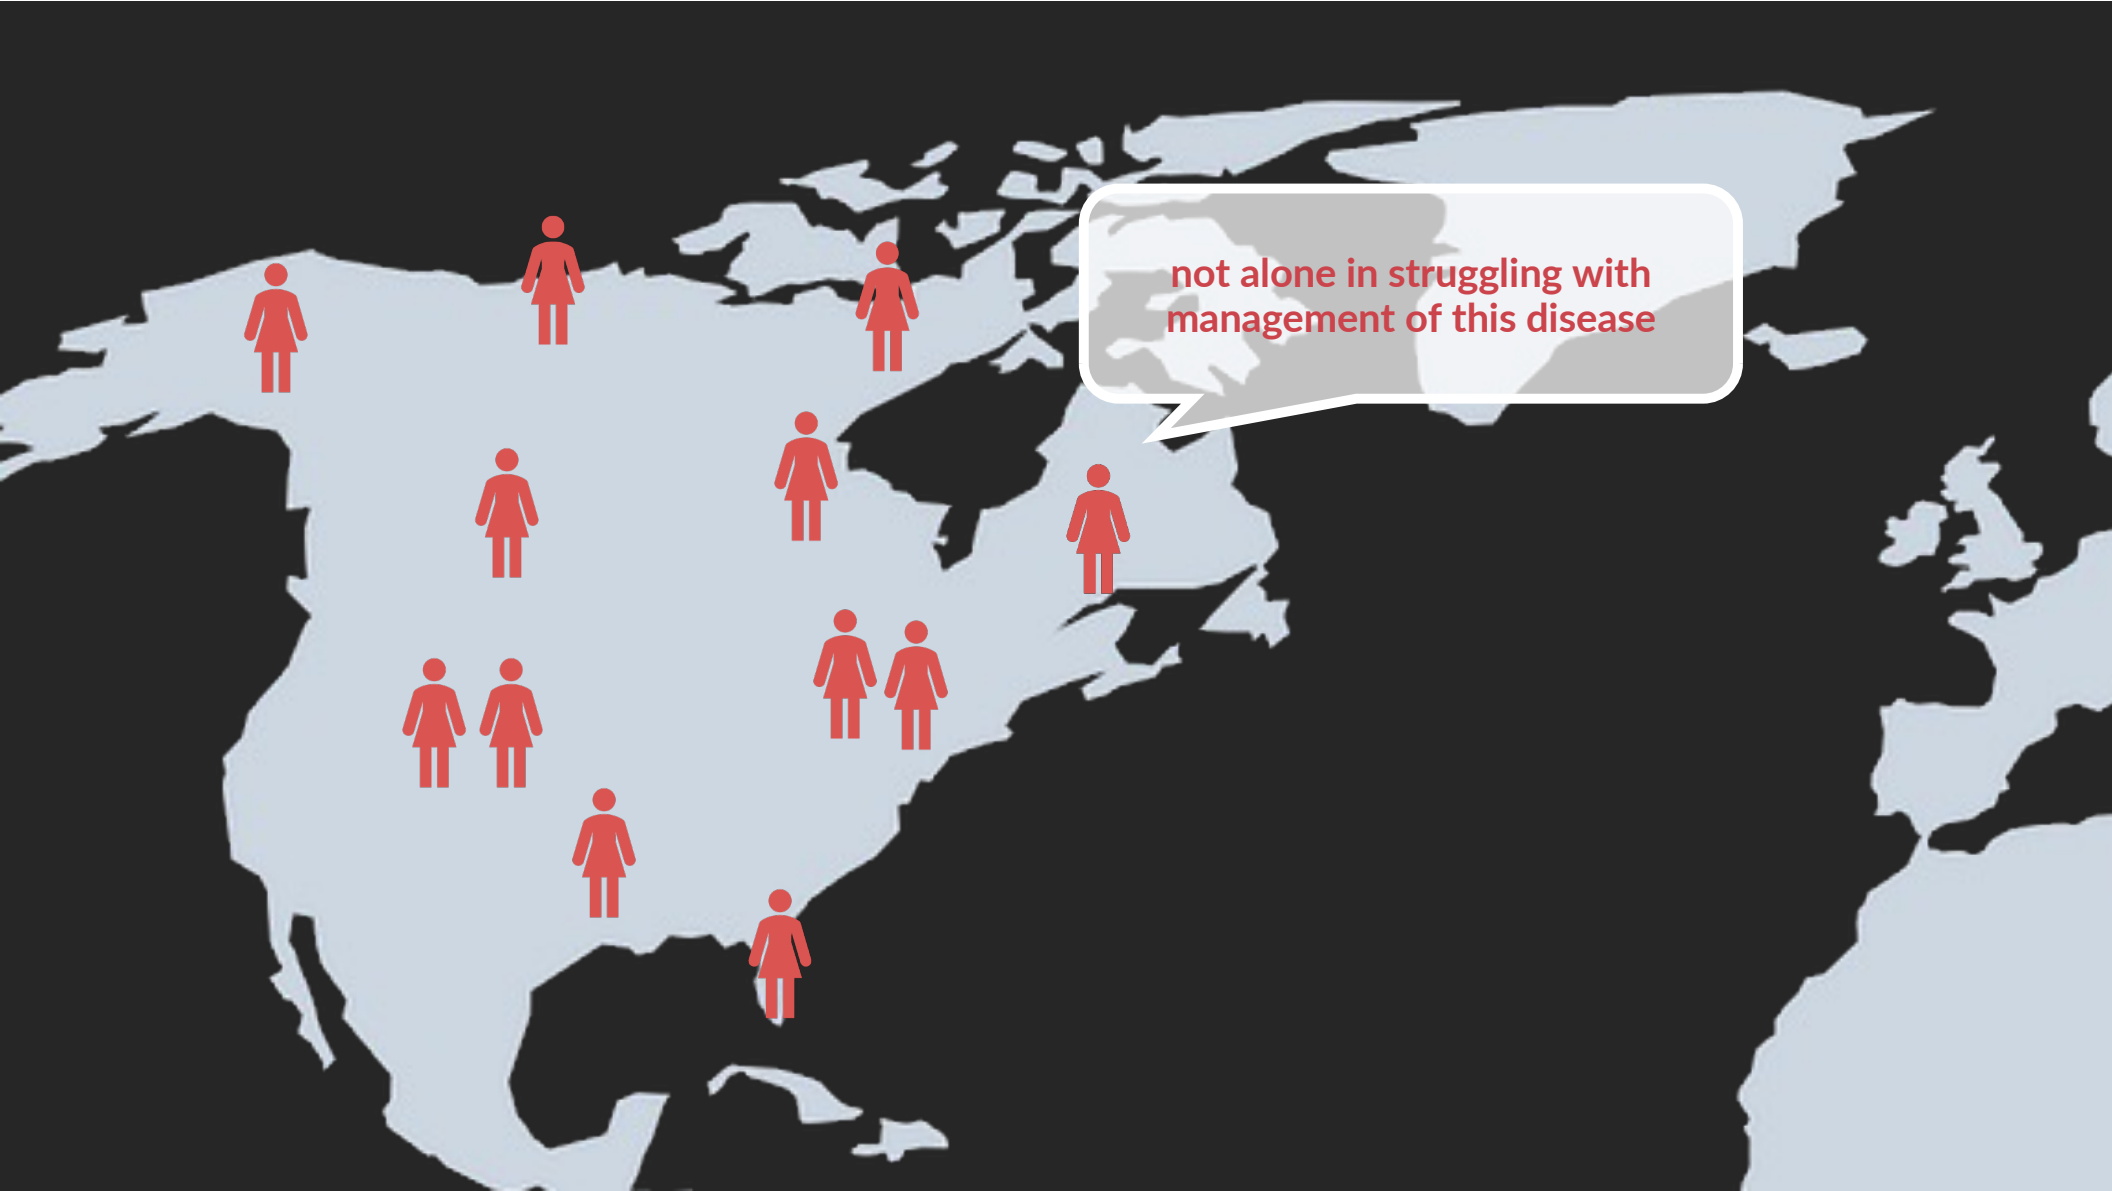 not alone in struggling with
management of this disease